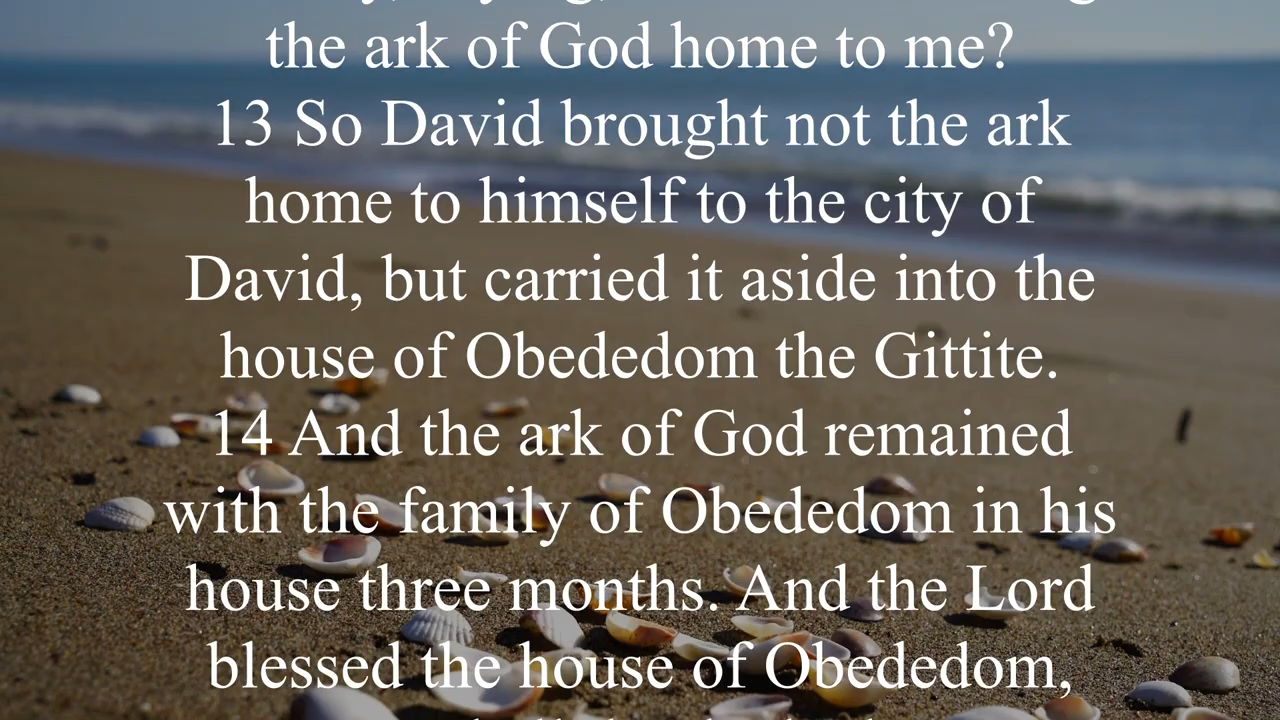 the ark of God home to me?
13 So David brought not the ark
home to himself to the city of
David, but carried it aside into the
house of Obededom the Gittite.
14 And the ark of God remained
with the family of Obededom in his
house three months. And the Lord
blessed the house of Obededom,